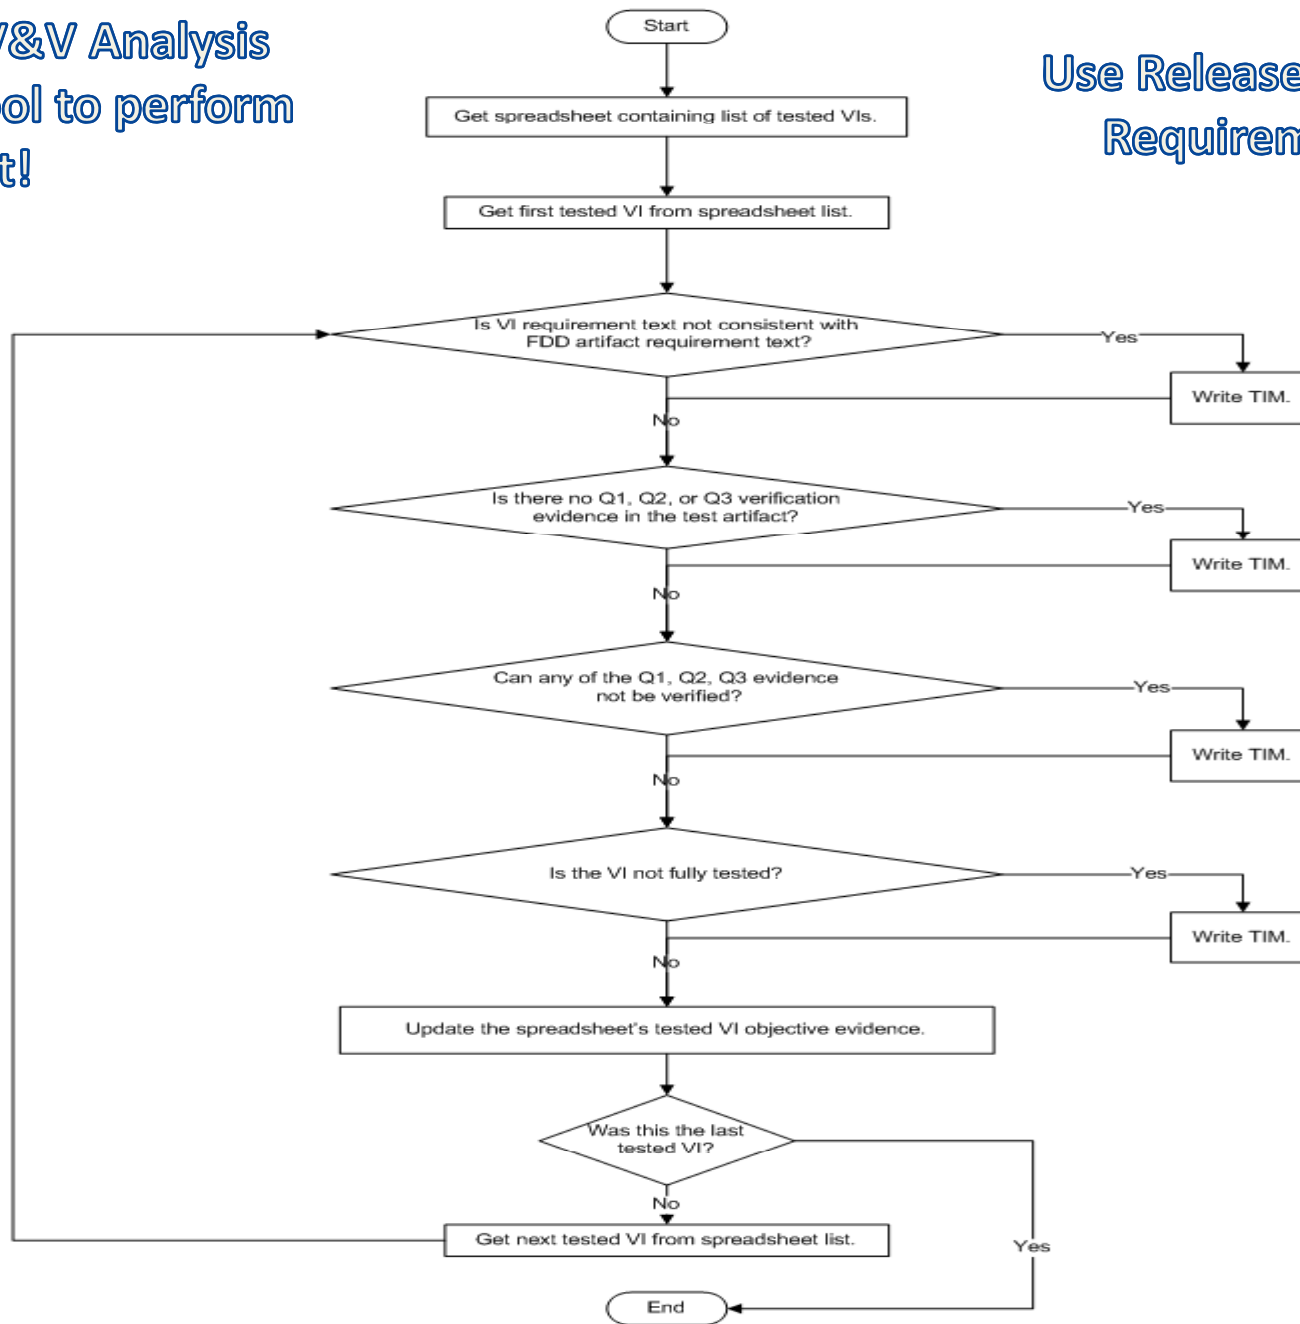 V&V Analysis
ool to perform
t!
Use Release
Requirem
Start
Get spreadsheet containing list of tested VIs.
Get first tested VI from spreadsheet list.
Is VI requirement text not consistent with
FDD artifact requirement text?
Yes
Write TIM.
No
Is there no Q1, Q2, or Q3 verification
evidence in the test artifact?
Yes
Write TIM.
No
Can any of the Q1, Q2, Q3 evidence
not be verified?
Yes
Write TIM.
No
Is the VI not fully tested?
Yes
Write TIM.
No
Update the spreadsheet's tested VI objective evidence.
Was this the last
tested VI?
No
Get next tested VI from spreadsheet list.
Yes
End